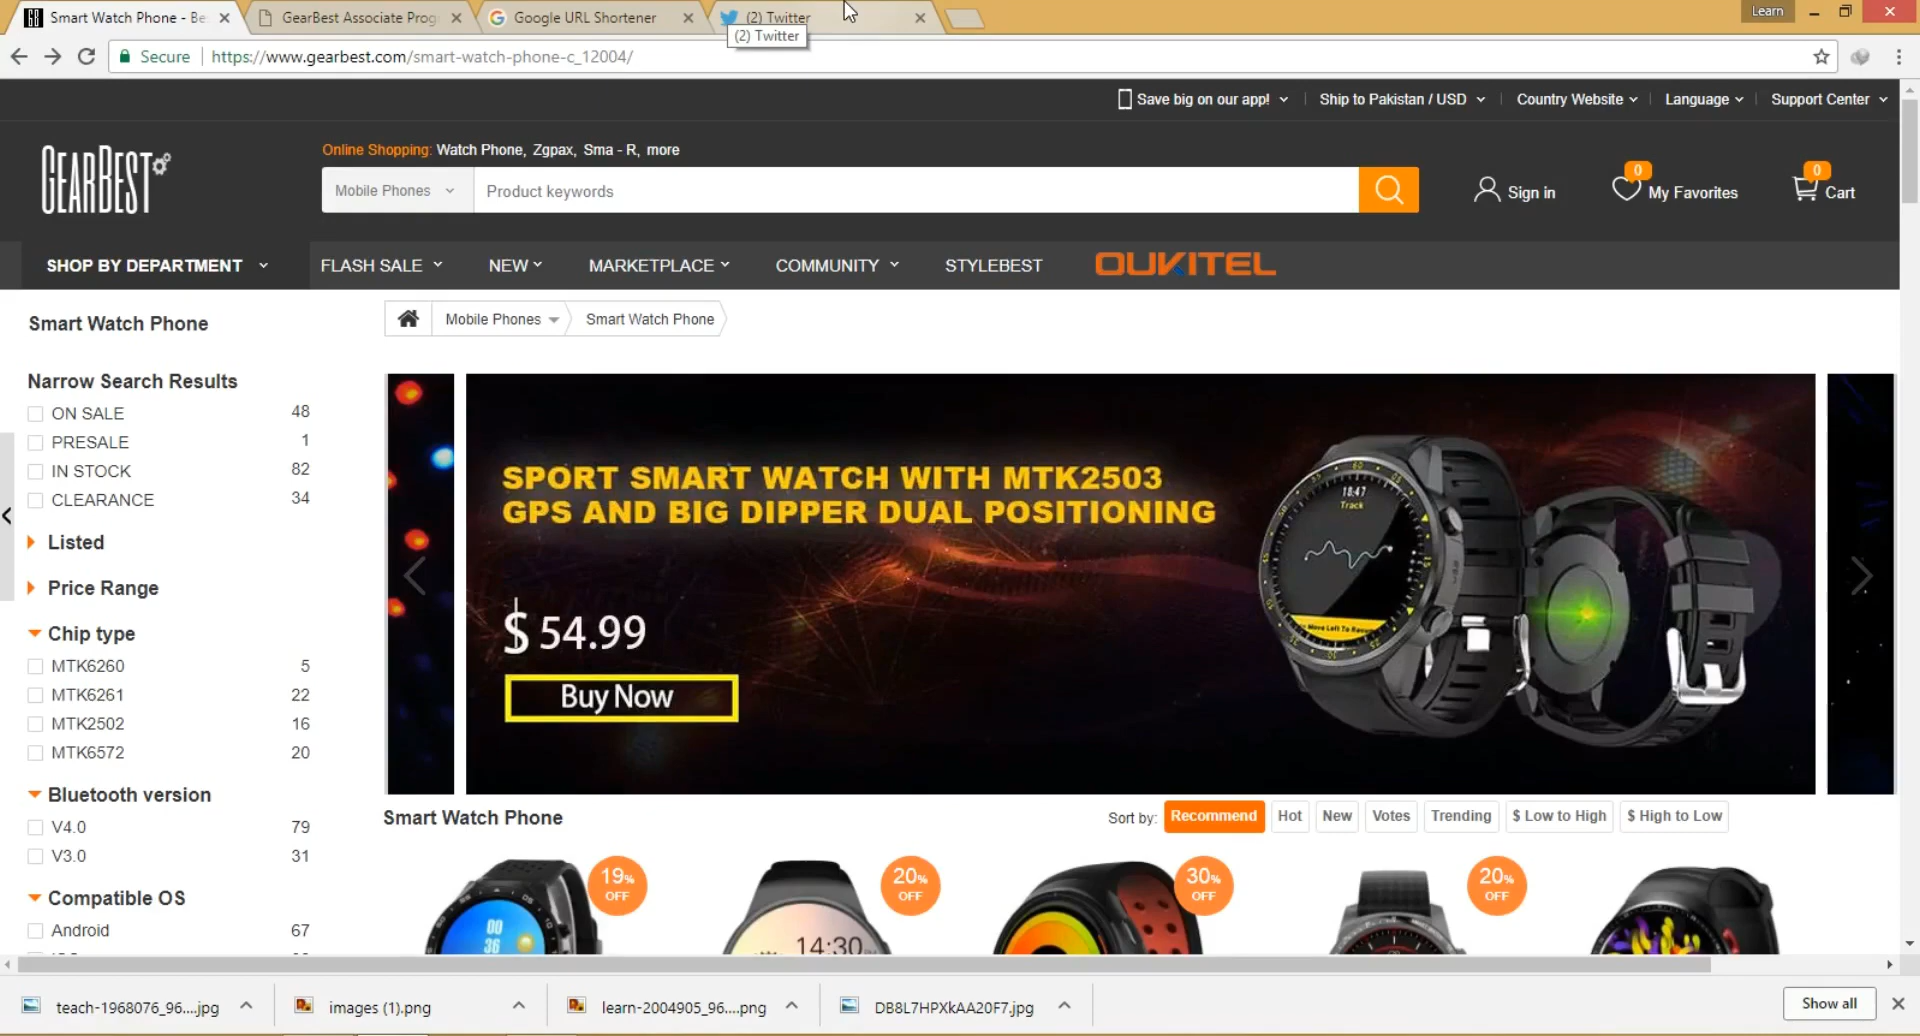 Smart Watch Phone - Be
GearBest Associate Prog
Google URL Shortener
(2) Twitter
Learn
(2) Twitter
Secure
https://www.gearbest.com/smart-watch-phone-c_12004/
Save big on our app!
Ship to Pakistan / USD
Country Website
Language
Support Center
GEARBEST
Online Shopping: Watch Phone, Zgpax, Sma - R, more
Mobile Phones
Product keywords
Sign in
0
My Favorites
0
Cart
SHOP BY DEPARTMENT
FLASH SALE
NEW
MARKETPLACE
COMMUNITY
STYLEBEST
OUKITEL
Smart Watch Phone
Mobile Phones
Smart Watch Phone
Narrow Search Results
ON SALE 48
PRESALE 1
IN STOCK 82
CLEARANCE 34
Listed
Price Range
Chip type
MTK6260 5
MTK6261 22
MTK2502 16
MTK6572 20
Bluetooth version
V4.0 79
V3.0 31
Compatible OS
Android 67
SPORT SMART WATCH WITH MTK2503
GPS AND BIG DIPPER DUAL POSITIONING
$ 54.99
Buy Now
18:47
Track
Smart Watch Phone
Sort by:
Recommend
Hot
New
Votes
Trending
$ Low to High
$ High to Low
19% OFF
20% OFF
30% OFF
20% OFF
00
36
14:30
teach-1968076_96....jpg
images (1).png
learn-2004905_96....png
DB8L7HPXkAA20F7.jpg
Show all